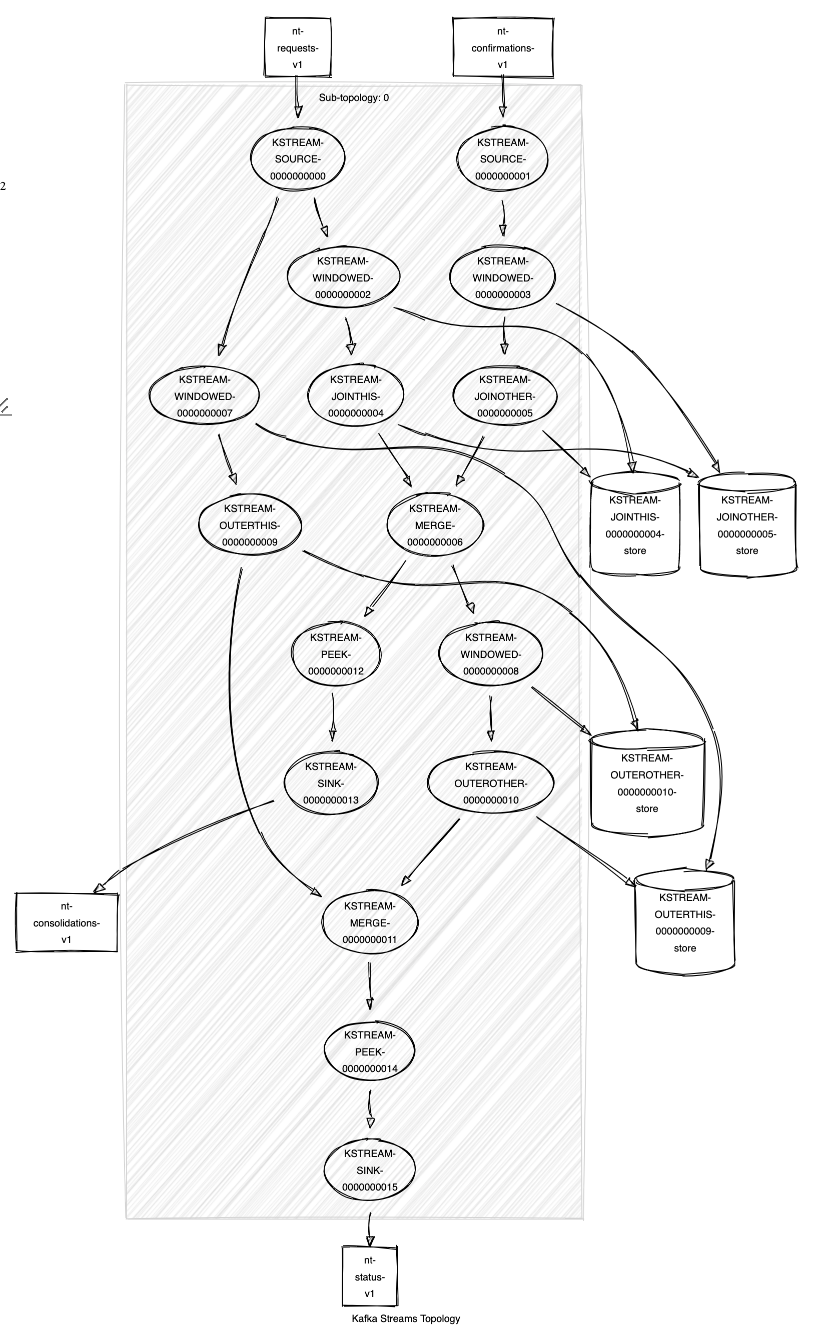 nt-
requests-
v1
nt-
confirmations-
v1
Sub-topology: 0
KSTREAM-
SOURCE-
0000000000
KSTREAM-
SOURCE-
0000000001
2
KSTREAM-
WINDOWED-
0000000002
KSTREAM-
WINDOWED-
0000000003
KSTREAM-
WINDOWED-
0000000007
KSTREAM-
JOINTHIS-
0000000004
KSTREAM-
JOINOTHER-
0000000005
KSTREAM-
OUTERTHIS-
0000000009
KSTREAM-
MERGE-
0000000006
KSTREAM-
JOINTHIS-
0000000004-
store
KSTREAM-
JOINOTHER-
0000000005-
store
KSTREAM-
PEEK-
0000000012
KSTREAM-
WINDOWED-
0000000008
KSTREAM-
SINK-
0000000013
KSTREAM-
OUTEROTHER-
0000000010
KSTREAM-
OUTEROTHER-
0000000010-
store
nt-
consolidations-
v1
KSTREAM-
MERGE-
0000000011
KSTREAM-
OUTERTHIS-
0000000009-
store
KSTREAM-
PEEK-
0000000014
KSTREAM-
SINK-
0000000015
nt-
status-
v1
Kafka Streams Topology